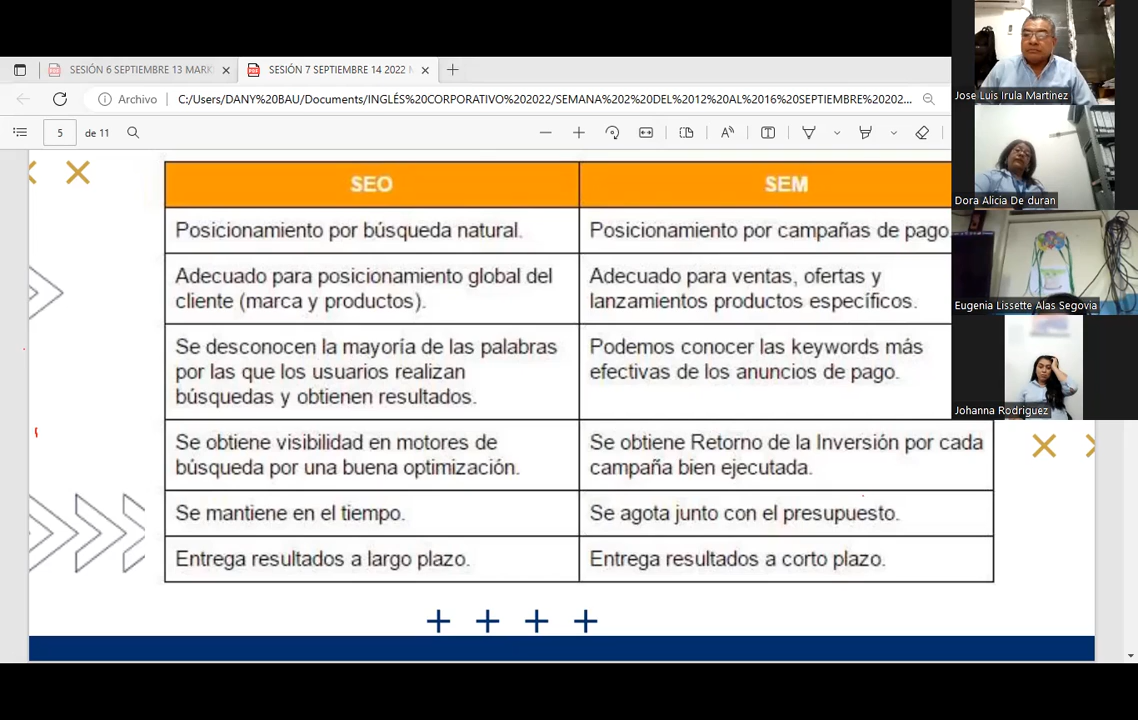 SESIÓN 6 SEPTIEMBRE 13 MARK
SESIÓN 7 SEPTIEMBRE 14 2022 M
Archivo
C:/Users/DANY%20BAU/Documents/INGLÉS%20CORPORATIVO%202022/SEMANA%202%20DEL%2012%20AL%2016%20SEPTIEMBRE%20202...
5
de 11
SEO
SEM
Posicionamiento por búsqueda natural.
Posicionamiento por campañas de pago.
Adecuado para posicionamiento global del
cliente (marca y productos).
Adecuado para ventas, ofertas y
lanzamientos productos específicos.
Se desconocen la mayoría de las palabras
por las que los usuarios realizan
búsquedas y obtienen resultados.
Podemos conocer las keywords más
efectivas de los anuncios de pago.
Se obtiene visibilidad en motores de
búsqueda por una buena optimización.
Se obtiene Retorno de la Inversión por cada
campaña bien ejecutada.
Se mantiene en el tiempo.
Se agota junto con el presupuesto.
Entrega resultados a largo plazo.
Entrega resultados a corto plazo.
Jose Luis Irula Martinez
Dora Alicia De duran
Eugenia Lissette Alas Segovia
Johanna Rodriguez